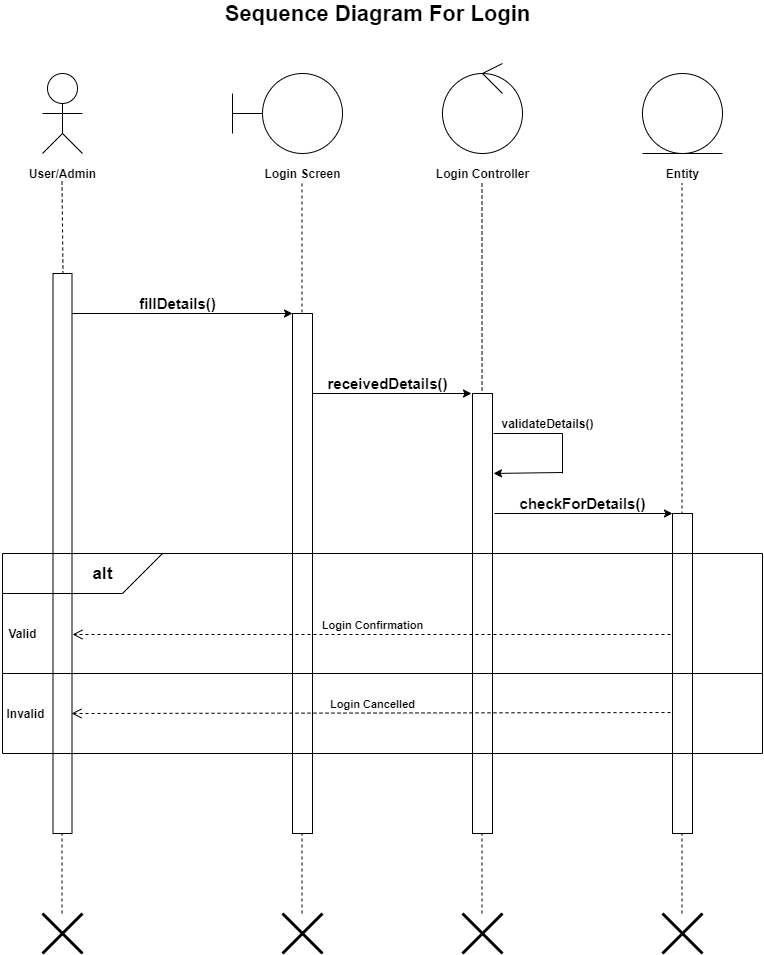 Sequence Diagram For Login
User/Admin
Login Screen
Login Controller
Entity
fillDetails()
receivedDetails()
validateDetails()
checkForDetails()
alt
Login Confirmation
Valid
Login Cancelled
Invalid